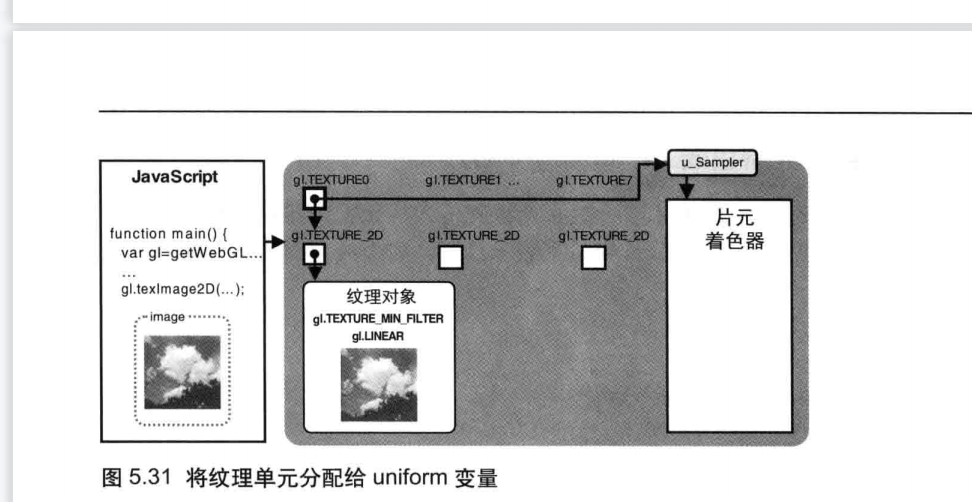 JavaScript
function main() {
var gl=getWebGL...
...
gl.texImage2D(...);
image
gl.TEXTURE0
gl.TEXTURE1 ...
gl.TEXTURE7
gl.TEXTURE_2D
gl.TEXTURE_2D
gl.TEXTURE_2D
纹理对象
gl.TEXTURE_MIN_FILTER
gl.LINEAR
u_Sampler
片元
着色器
图 5.31 将纹理单元分配给 uniform 变量